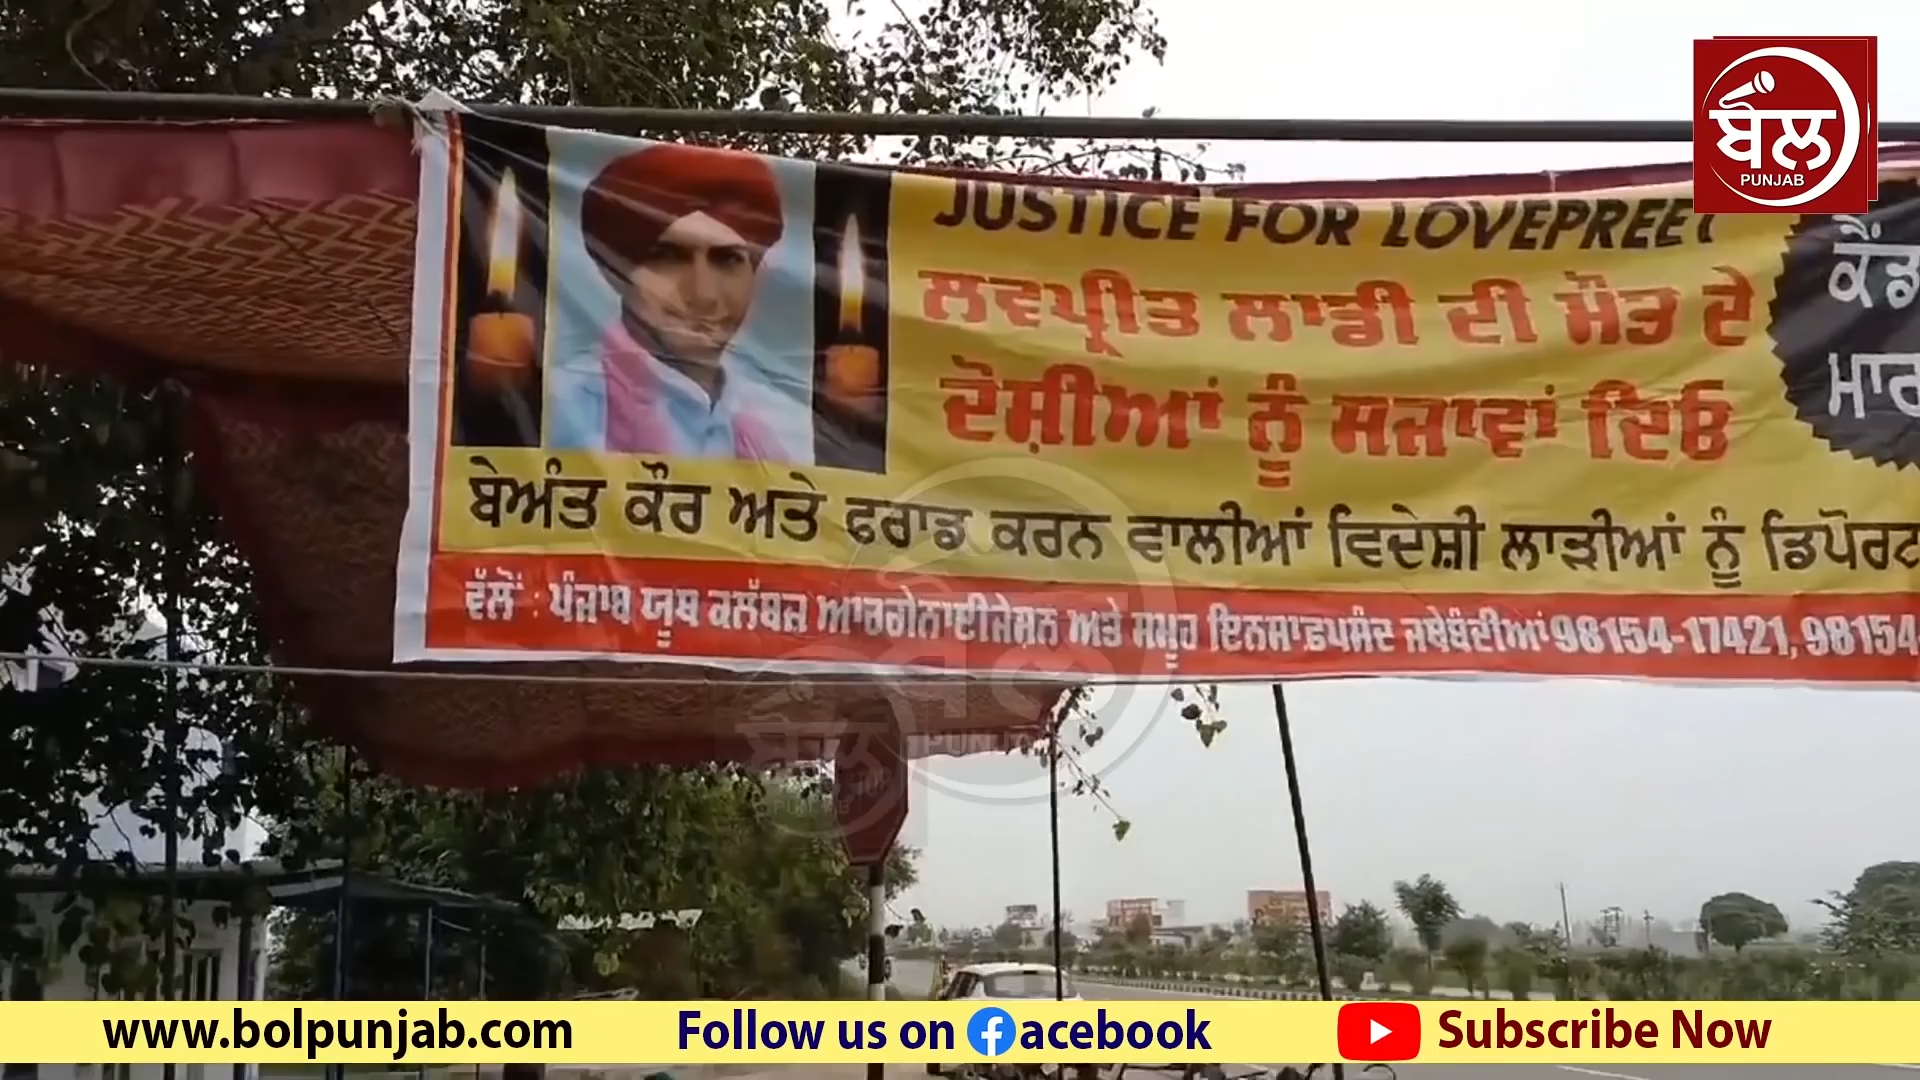 ਬੋਲ
PUNJAB
JUSTICE FOR LOVEPREET
ਲਵਪ੍ਰੀਤ ਲਾਡੀ ਦੀ ਮੌਤ ਦੇ
ਦੋਸ਼ੀਆਂ ਨੂੰ ਸਜਾਵਾਂ ਦਿਓ
ਬੇਅੰਤ ਕੌਰ ਅਤੇ ਫਰਾਡ ਕਰਨ ਵਾਲੀਆਂ ਵਿਦੇਸ਼ੀ ਲਾੜੀਆਂ ਨੂੰ ਡਿਪੋਰਟ
ਵੱਲੋਂ : ਪੰਜਾਬ ਯੂਥ ਕਲੱਬਜ਼ ਆਰਗੇਨਾਈਜੇਸ਼ਨ ਅਤੇ ਸਮੂਹ ਇਨਸਾਫ਼ਪਸੰਦ ਜਥੇਬੰਦੀਆਂ 98154-17421, 98154
www.bolpunjab.com
Follow us on facebook
Subscribe Now